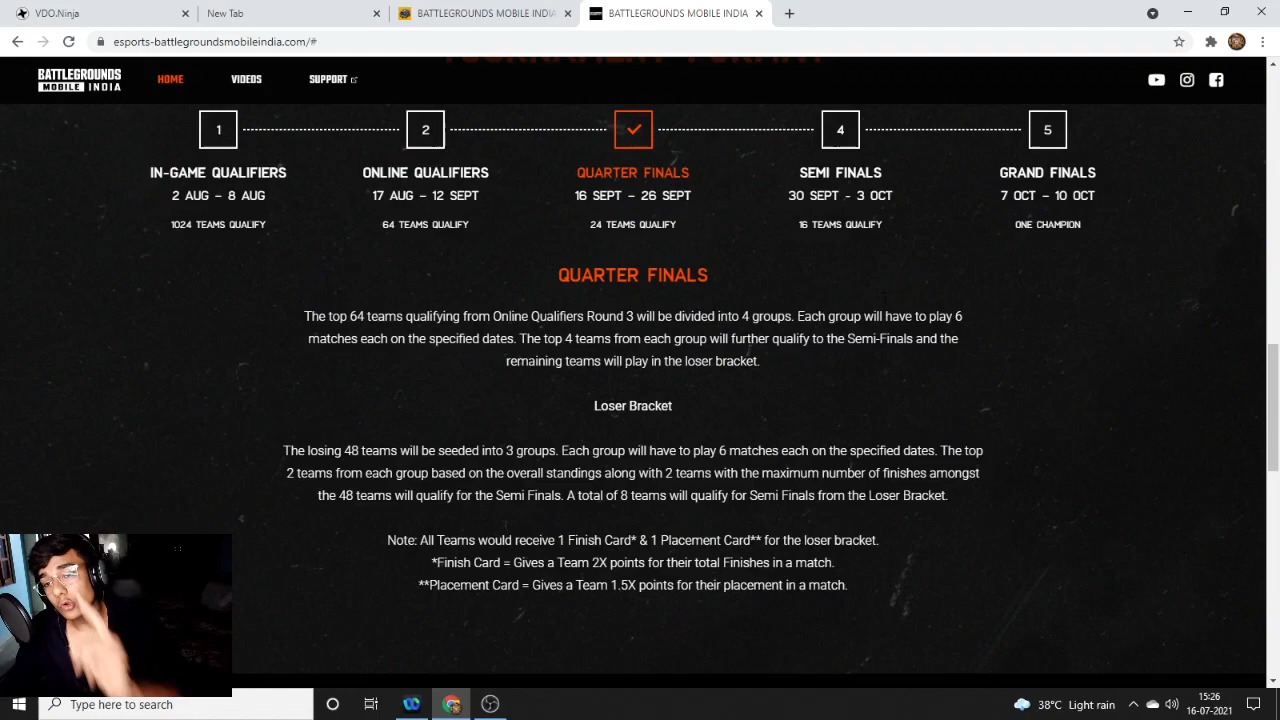 VDO.Ninja
New Tab
BATTLEGROUNDS MOBILE INDIA
BATTLEGROUNDS MOBILE INDIA
esports-battlegroundsmobileindia.com/#
BATTLEGROUNDS
MOBILE INDIA
HOME
VIDEOS
SUPPORT
TOURNAMENT FORMAT
1
2
4
5
IN-GAME QUALIFIERS
ONLINE QUALIFIERS
QUARTER FINALS
SEMI FINALS
GRAND FINALS
2 AUG – 8 AUG
17 AUG – 12 SEPT
16 SEPT – 26 SEPT
30 SEPT - 3 OCT
7 OCT – 10 OCT
1024 TEAMS QUALIFY
64 TEAMS QUALIFY
24 TEAMS QUALIFY
16 TEAMS QUALIFY
ONE CHAMPION
QUARTER FINALS
The top 64 teams qualifying from Online Qualifiers Round 3 will be divided into 4 groups. Each group will have to play 6
matches each on the specified dates. The top 4 teams from each group will further qualify to the Semi-Finals and the
remaining teams will play in the loser bracket.
Loser Bracket
The losing 48 teams will be seeded into 3 groups. Each group will have to play 6 matches each on the specified dates. The top
2 teams from each group based on the overall standings along with 2 teams with the maximum number of finishes amongst
the 48 teams will qualify for the Semi Finals. A total of 8 teams will qualify for Semi Finals from the Loser Bracket.
Note: All Teams would receive 1 Finish Card* & 1 Placement Card** for the loser bracket.
*Finish Card = Gives a Team 2X points for their total Finishes in a match.
**Placement Card = Gives a Team 1.5X points for their placement in a match.
Type here to search
38°C Light rain
15:26
16-07-2021